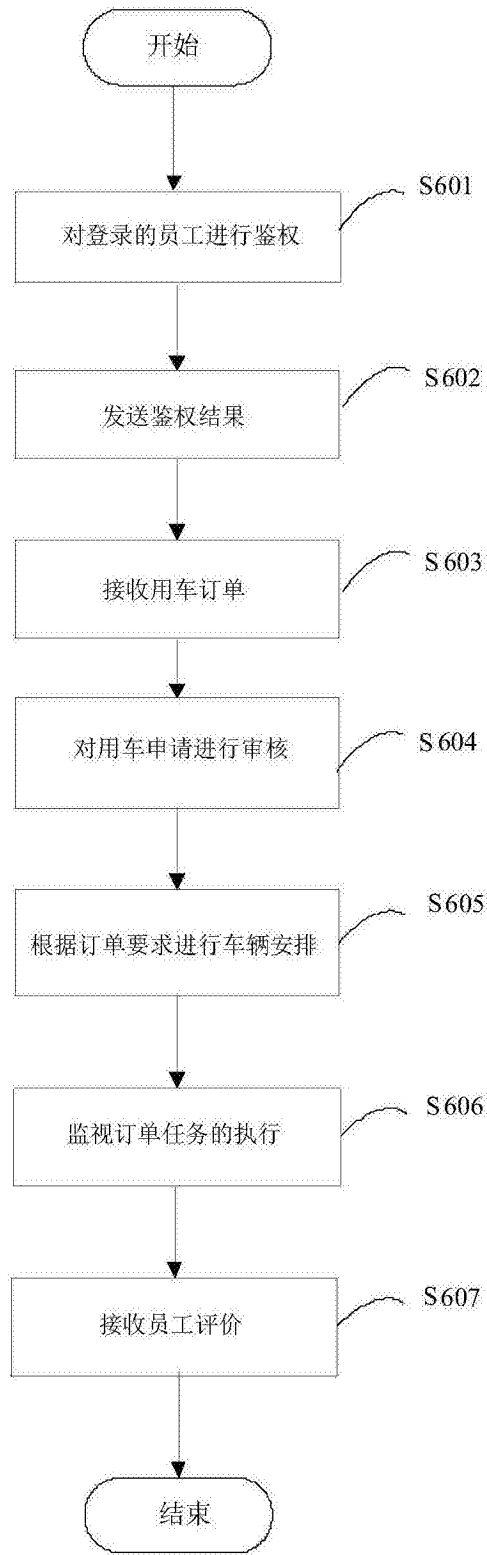 开始
S601
对登录的员工进行鉴权
S602
发送鉴权结果
S603
接收用车订单
S604
对用车申请进行审核
S605
根据订单要求进行车辆安排
S606
监视订单任务的执行
S607
接收员工评价
结束